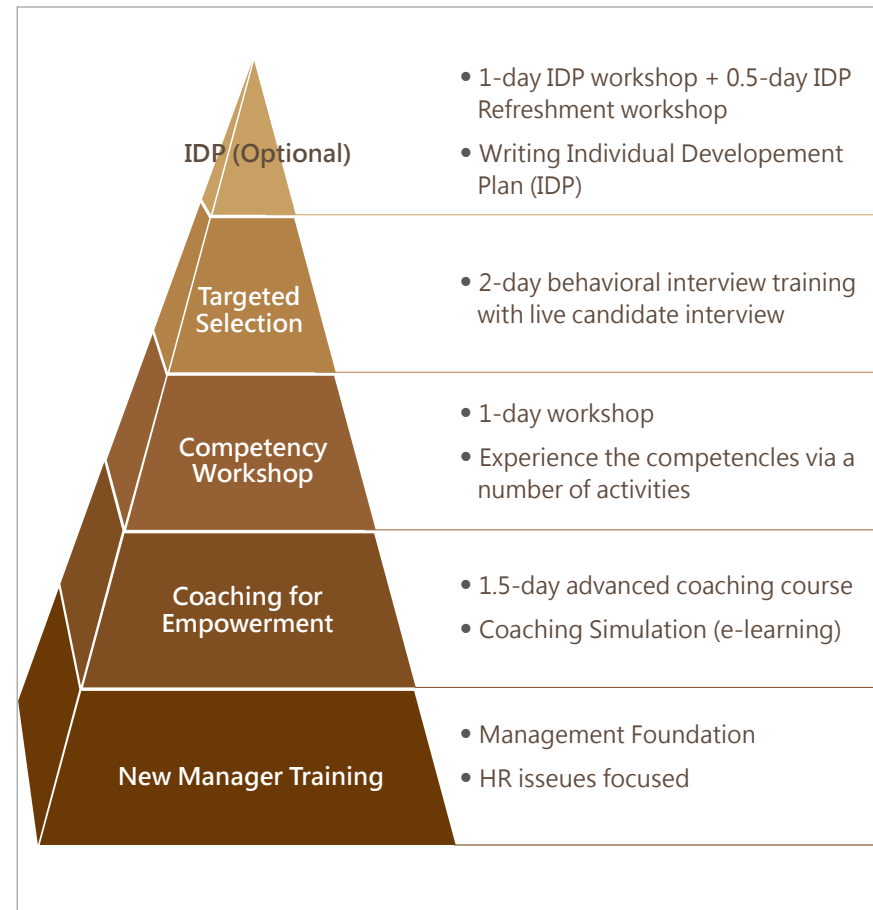 IDP (Optional)
• 1-day IDP workshop + 0.5-day IDP
Refreshment workshop
• Writing Individual Developement
Plan (IDP)
Targeted
Selection
• 2-day behavioral interview training
with live candidate interview
Competency
Workshop
• 1-day workshop
• Experience the competencles via a
number of activities
Coaching for
Empowerment
• 1.5-day advanced coaching course
• Coaching Simulation (e-learning)
New Manager Training
• Management Foundation
• HR isseues focused